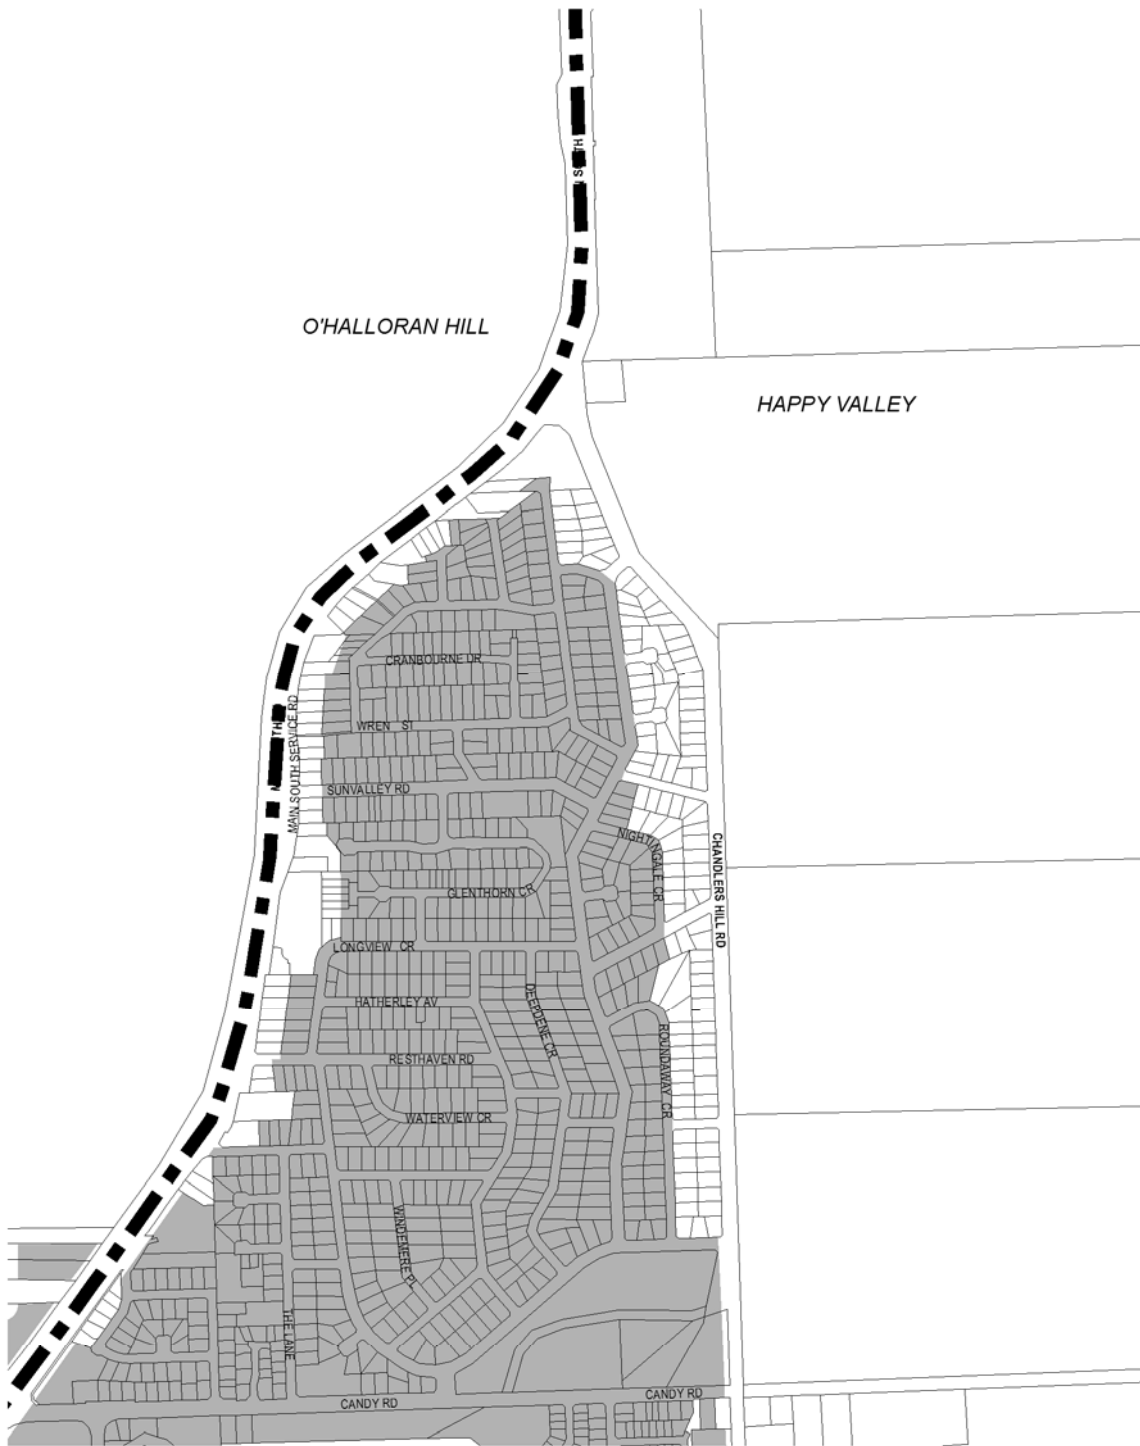 O'HALLORAN HILL
HAPPY VALLEY
CRANBOURNE DR
WREN ST
MAIN SOUTH SERVICE RD
SUNVALLEY RD
NIGHTINGALE CR
CHANDLERS HILL RD
GLENTHORN CR
LONGVIEW CR
HATHERLEY AV
DEEPDENE CR
RESTHAVEN RD
ROUNDAWAY CR
WATERVIEW CR
WINDEMERE PL
THE LANE
CANDY RD
CANDY RD